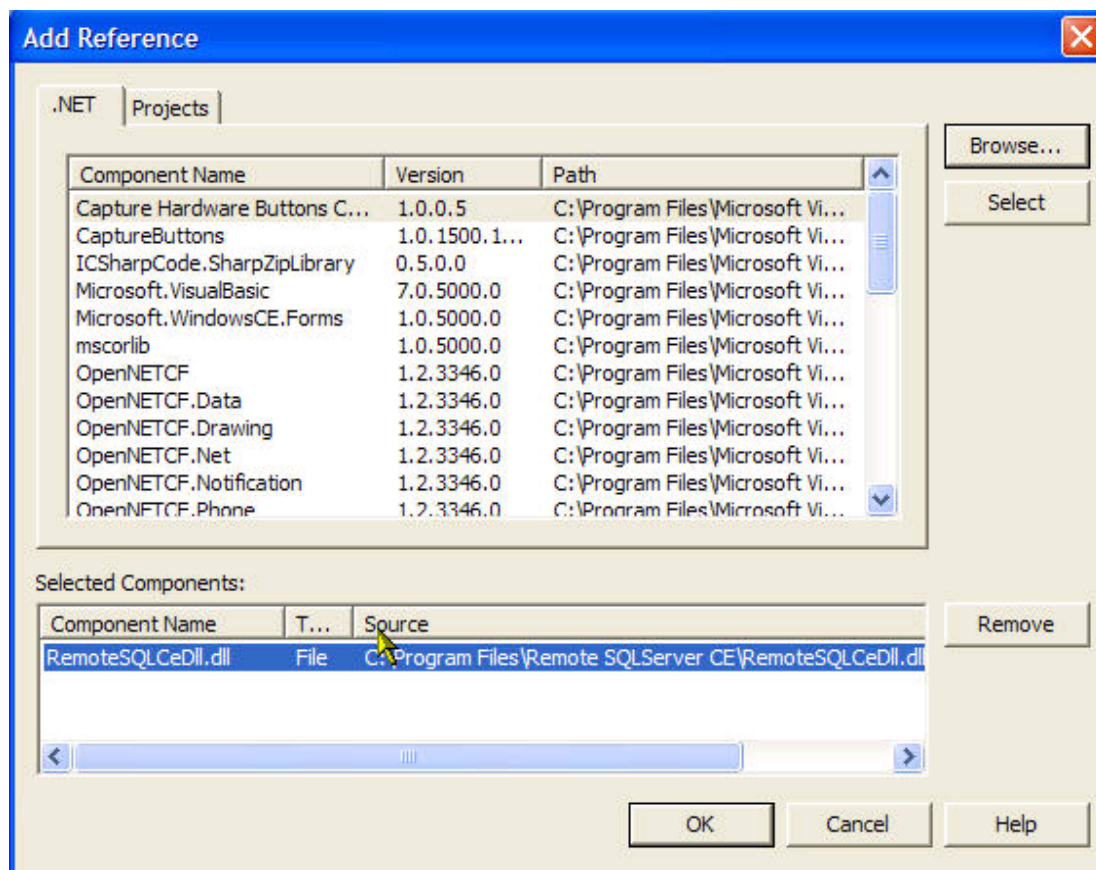 Add Reference
.NET Projects
Browse...
Select
Component Name Version Path
Capture Hardware Buttons C... 1.0.0.5 C:\Program Files\Microsoft Vi...
CaptureButtons 1.0.1500.1... C:\Program Files\Microsoft Vi...
ICSharpCode.SharpZipLibrary 0.5.0.0 C:\Program Files\Microsoft Vi...
Microsoft.VisualBasic 7.0.5000.0 C:\Program Files\Microsoft Vi...
Microsoft.WindowsCE.Forms 1.0.5000.0 C:\Program Files\Microsoft Vi...
mscorlib 1.0.5000.0 C:\Program Files\Microsoft Vi...
OpenNETCF 1.2.3346.0 C:\Program Files\Microsoft Vi...
OpenNETCF.Data 1.2.3346.0 C:\Program Files\Microsoft Vi...
OpenNETCF.Drawing 1.2.3346.0 C:\Program Files\Microsoft Vi...
OpenNETCF.Net 1.2.3346.0 C:\Program Files\Microsoft Vi...
OpenNETCF.Notification 1.2.3346.0 C:\Program Files\Microsoft Vi...
OpenNETCF.Phone 1.2.3346.0 C:\Program Files\Microsoft Vi...
Selected Components:
Component Name T... Source
Remove
RemoteSQLCeDll.dll File C:\Program Files\Remote SQLServer CE\RemoteSQLCeDll.dll
OK Cancel Help